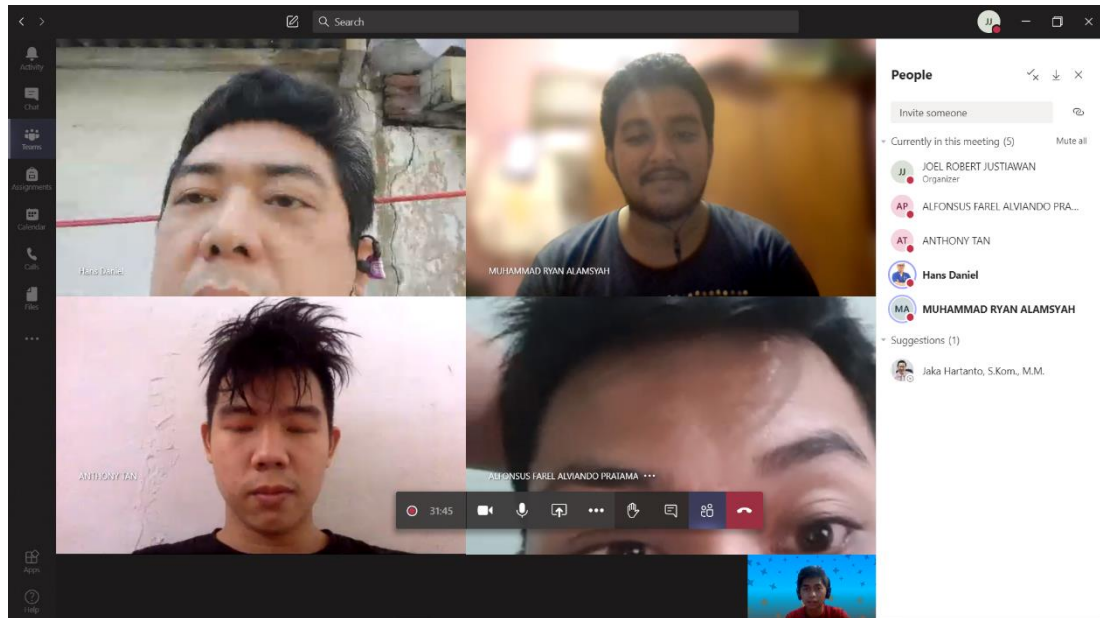 Search
JJ
Activity
Chat
Teams
Assignments
Calendar
Calls
Files
Apps
Help
Hans Daniel
MUHAMMAD RYAN ALAMSYAH
ANTHONY TAN
ALFONSUS FAREL ALVIANDO PRATAMA ...
31:45
People
Invite someone
Currently in this meeting (5) Mute all
JJ JOEL ROBERT JUSTIAWAN
Organizer
AP ALFONSUS FAREL ALVIANDO PRA...
AT ANTHONY TAN
Hans Daniel
MA MUHAMMAD RYAN ALAMSYAH
Suggestions (1)
Jaka Hartanto, S.Kom., M.M.